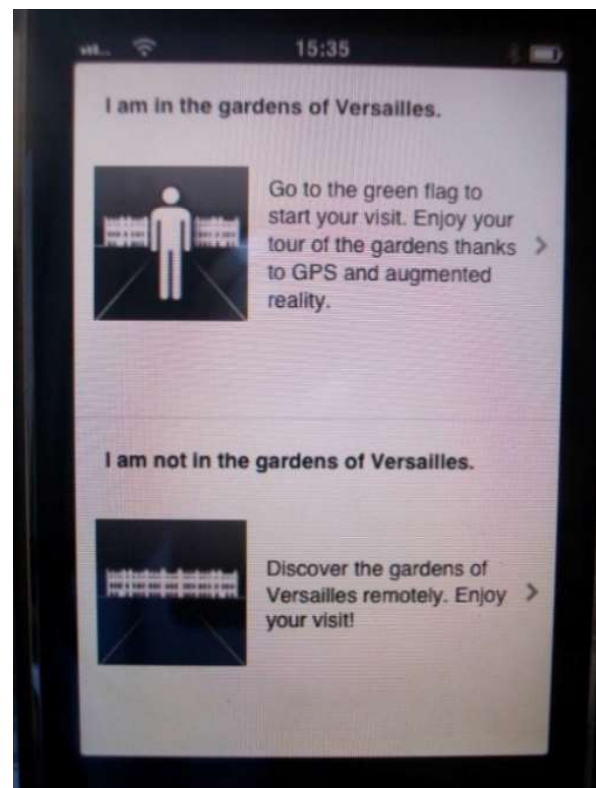 15:35
I am in the gardens of Versailles.
Go to the green flag to
start your visit. Enjoy your
tour of the gardens thanks
to GPS and augmented
reality.
I am not in the gardens of Versailles.
Discover the gardens of
Versailles remotely. Enjoy
your visit!